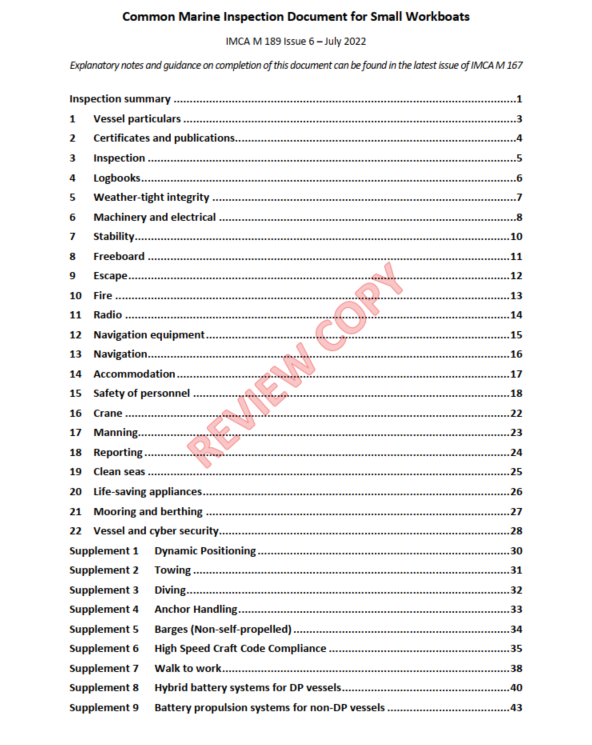 Common Marine Inspection Document for Small Workboats
IMCA M 189 Issue 6 – July 2022
Explanatory notes and guidance on completion of this document can be found in the latest issue of IMCA M 167
Inspection summary ........ 1
1 Vessel particulars ........ 3
2 Certificates and publications ........ 4
3 Inspection ........ 5
4 Logbooks ........ 6
5 Weather-tight integrity ........ 7
6 Machinery and electrical ........ 8
7 Stability ........ 10
8 Freeboard ........ 11
9 Escape ........ 12
10 Fire ........ 13
11 Radio ........ 14
12 Navigation equipment ........ 15
13 Navigation ........ 16
14 Accommodation ........ 17
15 Safety of personnel ........ 18
16 Crane ........ 22
17 Manning ........ 23
18 Reporting ........ 24
19 Clean seas ........ 25
20 Life-saving appliances ........ 26
21 Mooring and berthing ........ 27
22 Vessel and cyber security ........ 28
Supplement 1 Dynamic Positioning ........ 30
Supplement 2 Towing ........ 31
Supplement 3 Diving ........ 32
Supplement 4 Anchor Handling ........ 33
Supplement 5 Barges (Non-self-propelled) ........ 34
Supplement 6 High Speed Craft Code Compliance ........ 35
Supplement 7 Walk to work ........ 38
Supplement 8 Hybrid battery systems for DP vessels ........ 40
Supplement 9 Battery propulsion systems for non-DP vessels ........ 43
REVIEW COPY